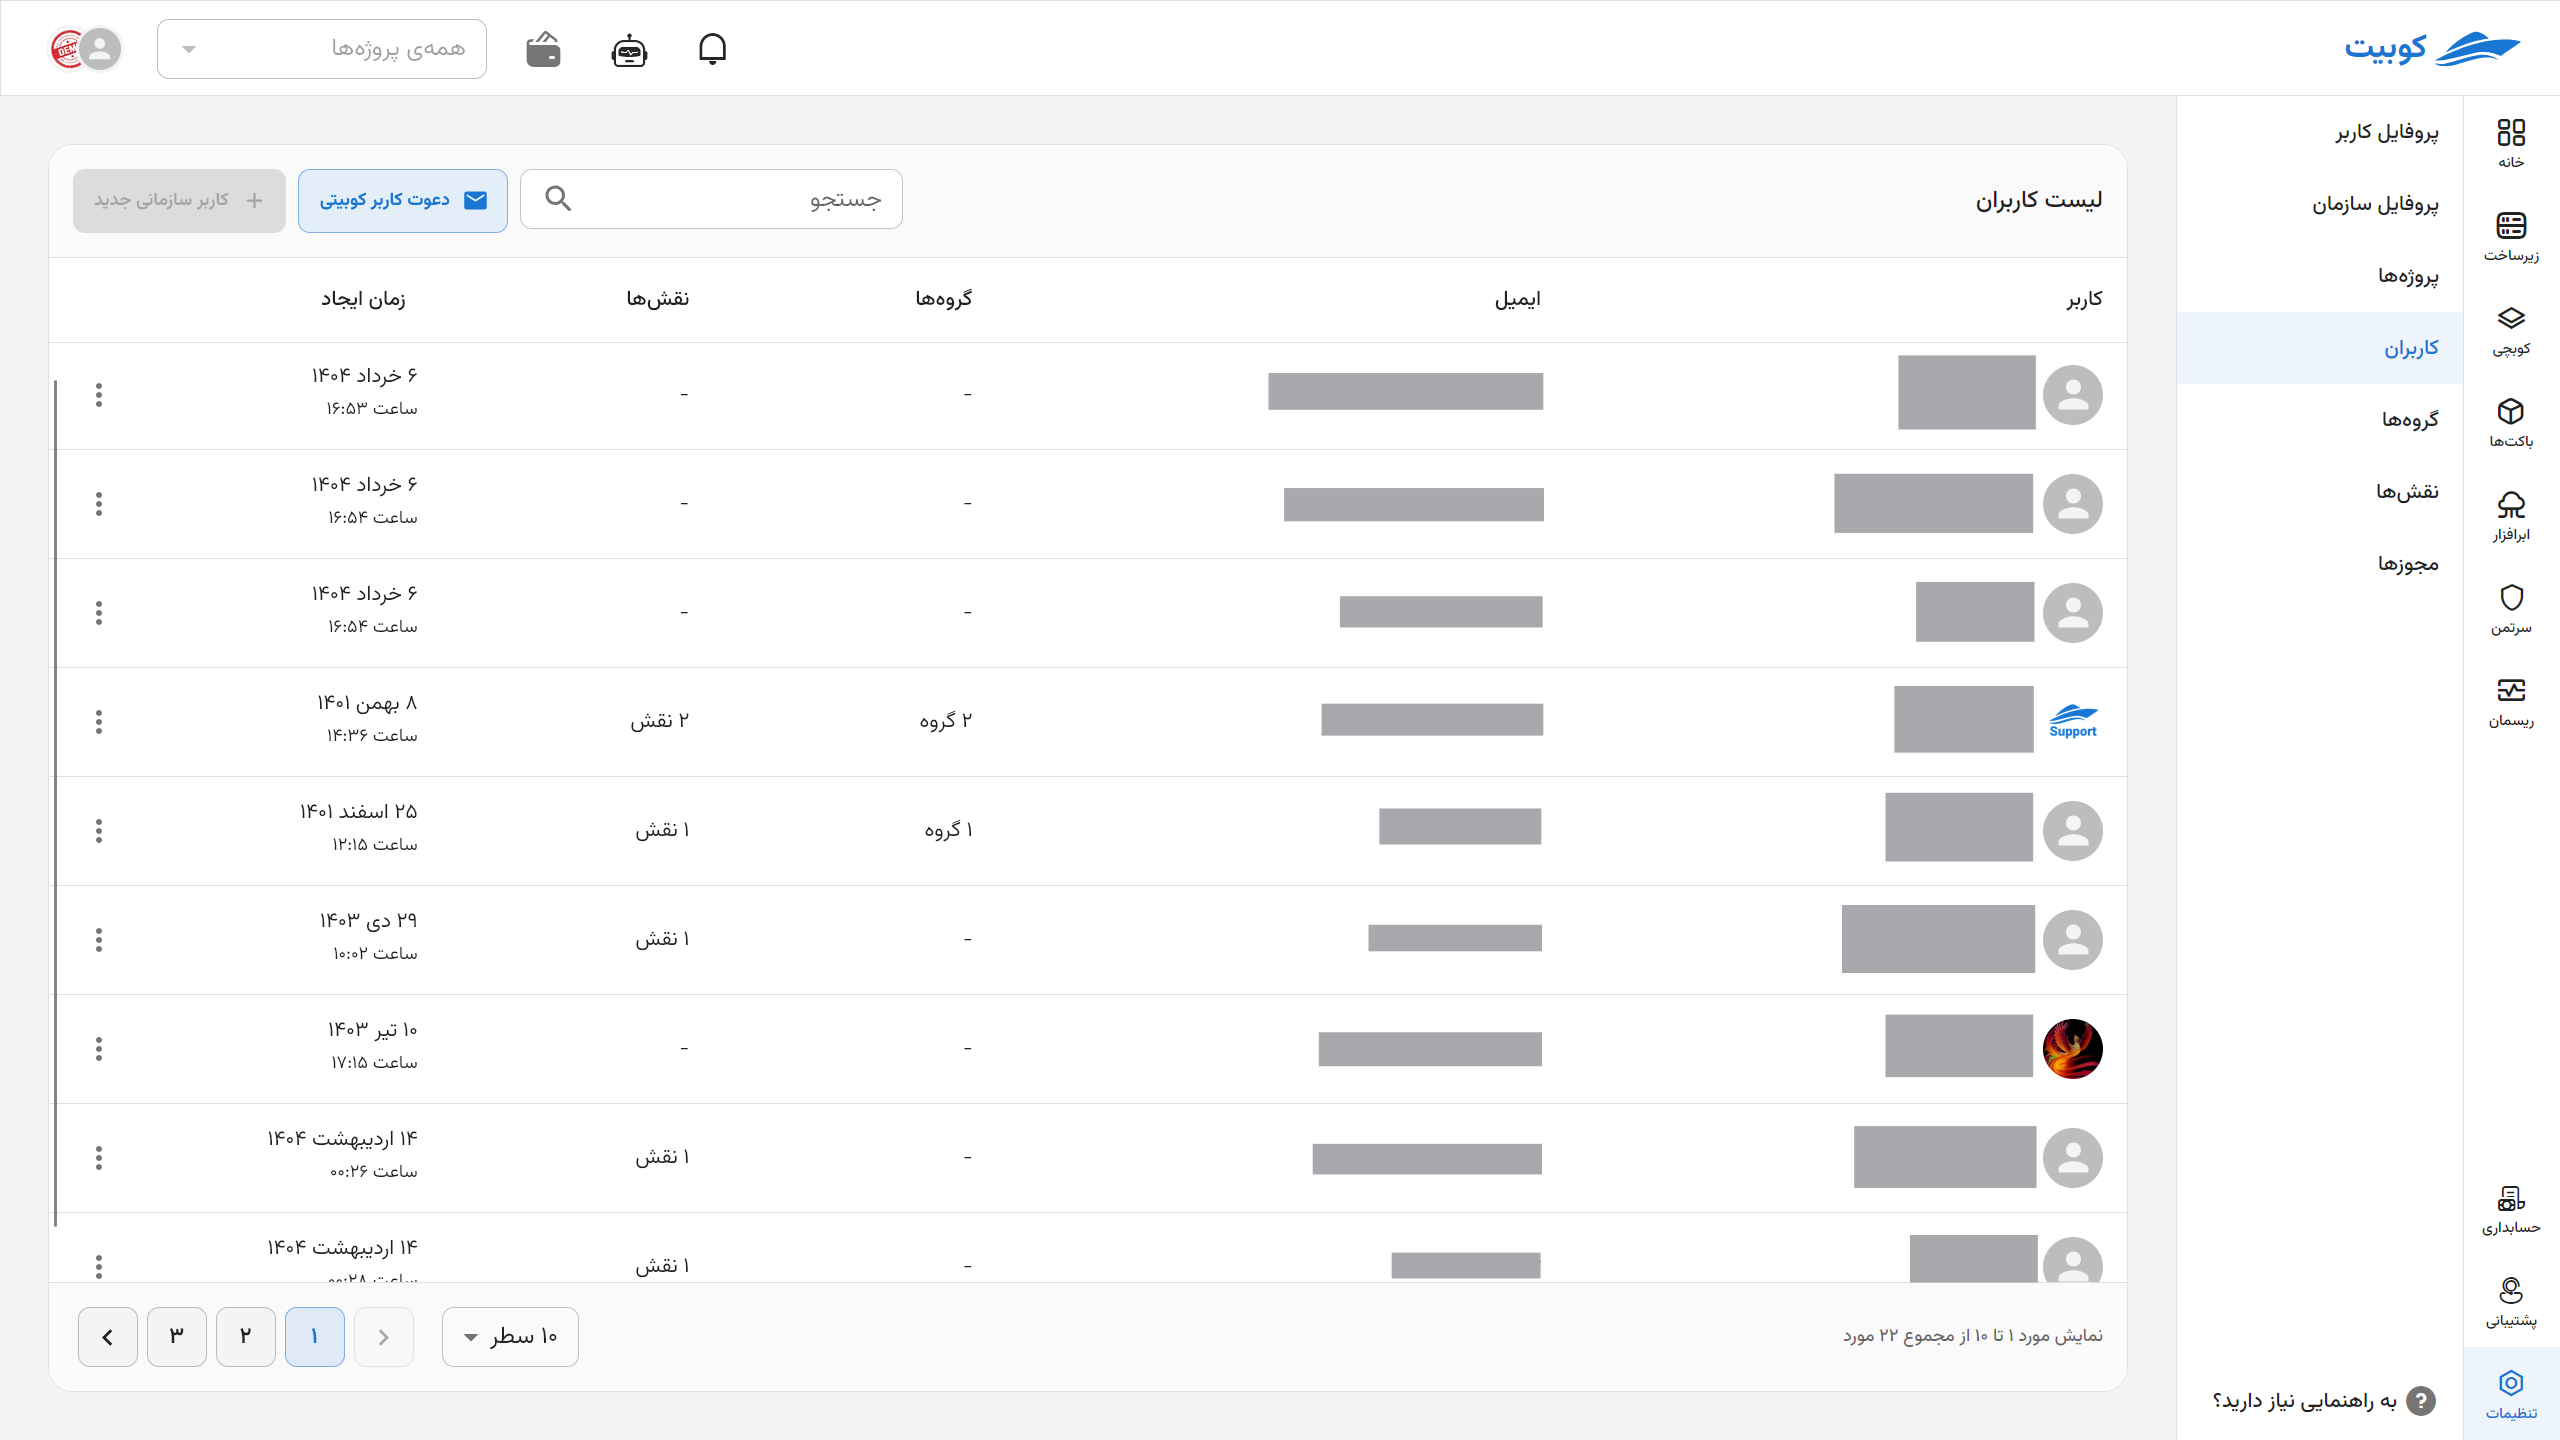 کوبیت
همه‌ی پروژه‌ها
خانه
زیرساخت
کوبچی
باکت‌ها
ابرافزار
سرتمن
ریسمان
حسابداری
پشتیبانی
تنظیمات
پروفایل کاربر
پروفایل سازمان
پروژه‌ها
کاربران
گروه‌ها
نقش‌ها
مجوزها
به راهنمایی نیاز دارید؟
لیست کاربران
جستجو
دعوت کاربر کوبیتی
کاربر سازمانی جدید
کاربر ایمیل گروه‌ها نقش‌ها زمان ایجاد
- - ۶ خرداد ۱۴۰۴
ساعت ۱۶:۵۳
- - ۶ خرداد ۱۴۰۴
ساعت ۱۶:۵۴
- - ۶ خرداد ۱۴۰۴
ساعت ۱۶:۵۴
Support
۲ گروه ۲ نقش ۸ بهمن ۱۴۰۱
ساعت ۱۴:۳۶
۱ گروه ۱ نقش ۲۵ اسفند ۱۴۰۱
ساعت ۱۲:۱۵
- ۱ نقش ۲۹ دی ۱۴۰۳
ساعت ۱۰:۰۲
- - ۱۰ تیر ۱۴۰۳
ساعت ۱۷:۱۵
- ۱ نقش ۱۴ اردیبهشت ۱۴۰۴
ساعت ۰۰:۲۶
- ۱ نقش ۱۴ اردیبهشت ۱۴۰۴
ساعت ۰۰:۲۸
نمایش مورد ۱ تا ۱۰ از مجموع ۲۲ مورد
۱۰ سطر
۱ ۲ ۳